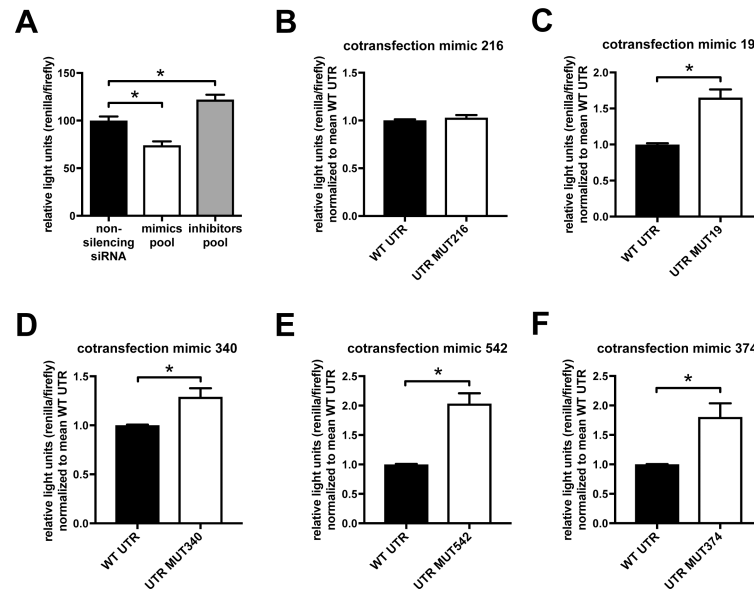 A
relative light units (renilla/firefly)
150
100
50
0
*
*
non-
silencing
siRNA
mimics
pool
inhibitors
pool
B
cotransfection mimic 216
relative light units (renilla/firefly)
normalized to mean WT UTR
1.5
1.0
0.5
0.0
WT UTR
UTR MUT216
C
cotransfection mimic 19
relative light units (renilla/firefly)
normalized to mean WT UTR
2.0
1.5
1.0
0.5
0.0
*
WT UTR
UTR MUT19
D
cotransfection mimic 340
relative light units (renilla/firefly)
normalized to mean WT UTR
1.5
1.0
0.5
0.0
*
WT UTR
UTR MUT340
E
cotransfection mimic 542
relative light units (renilla/firefly)
normalized to mean WT UTR
2.5
2.0
1.5
1.0
0.5
0.0
*
WT UTR
UTR MUT542
F
cotransfection mimic 374
relative light units (renilla/firefly)
normalized to mean WT UTR
2.5
2.0
1.5
1.0
0.5
0.0
*
WT UTR
UTR MUT374